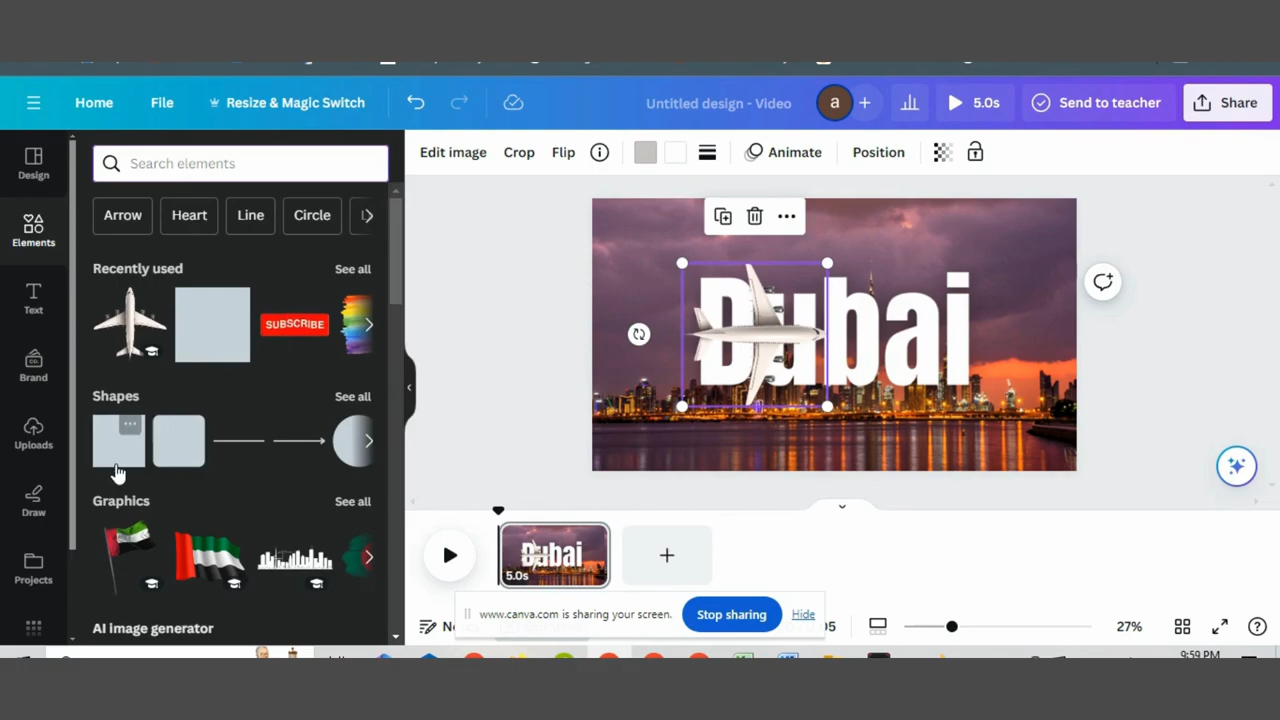 Home File Resize & Magic Switch Untitled design - Video a 5.0s Send to teacher Share
Design
Elements
Text
Brand
Uploads
Draw
Projects
Search elements
Arrow Heart Line Circle
Recently used See all
SUBSCRIBE
Shapes See all
Graphics See all
AI image generator
Edit image Crop Flip Animate Position
Dubai
Dubai
5.0s
www.canva.com is sharing your screen. Stop sharing Hide
27%
9:59 PM